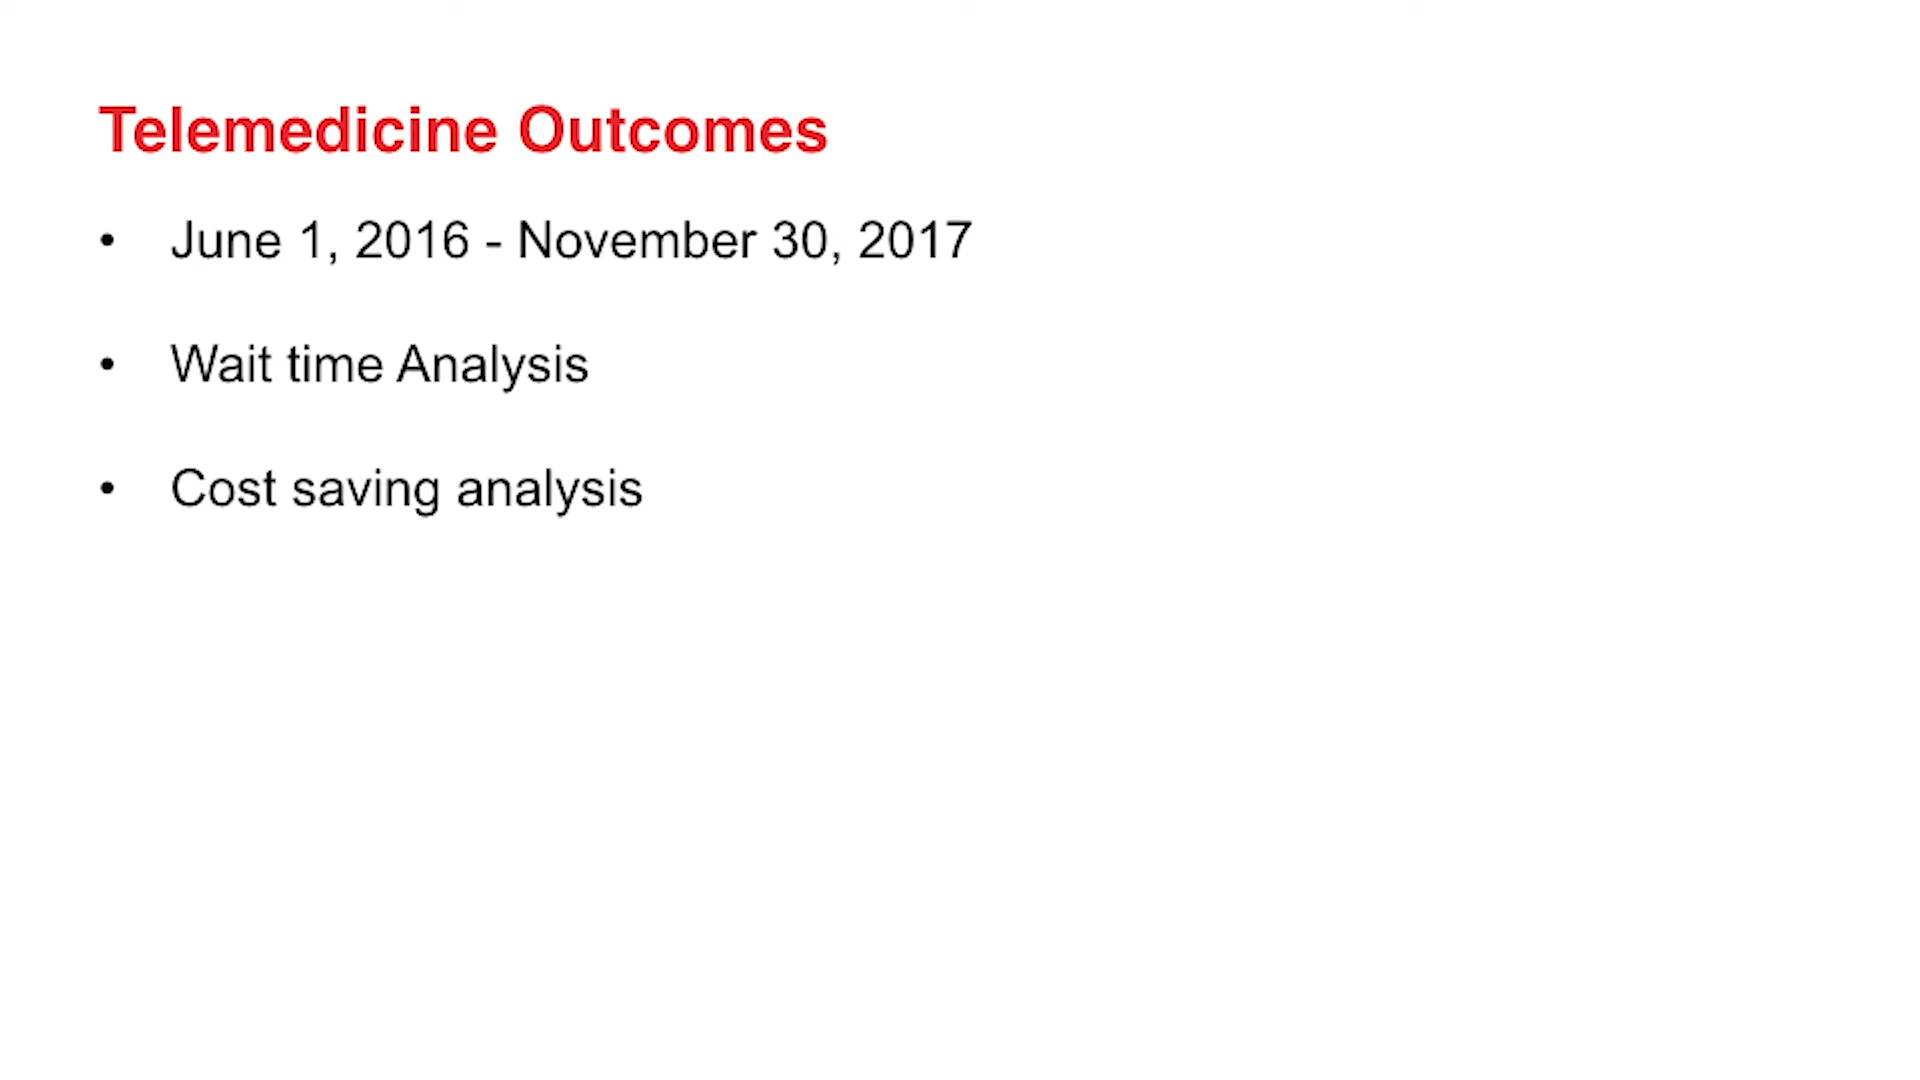 Telemedicine Outcomes
• June 1, 2016 - November 30, 2017
• Wait time Analysis
• Cost saving analysis